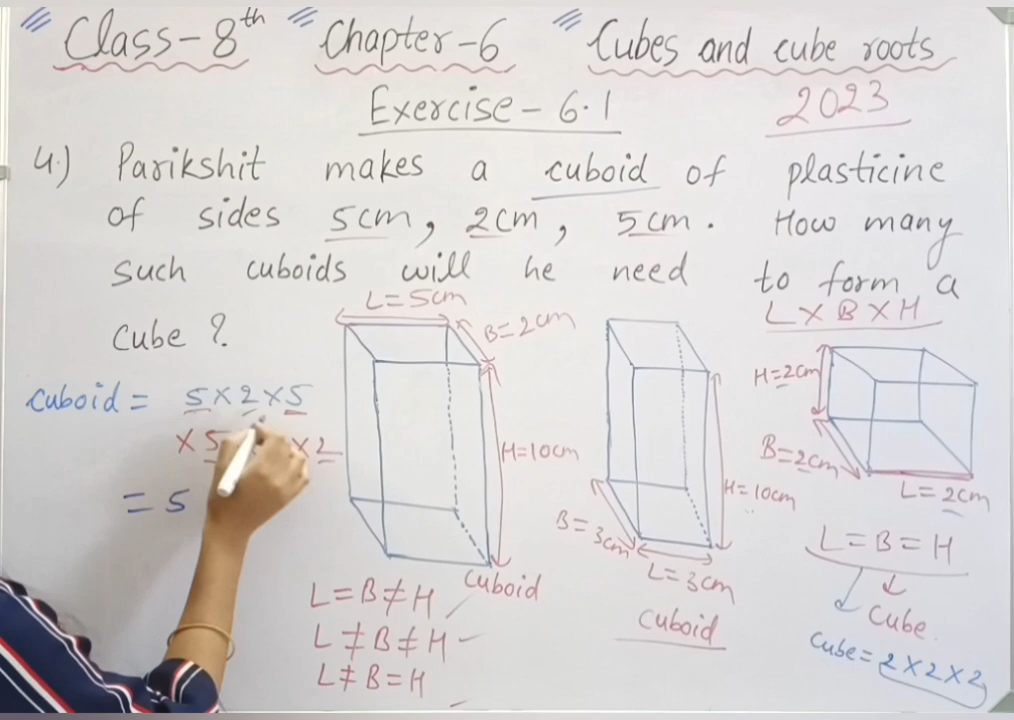 Class-8th Chapter-6 Cubes and cube roots
Exercise-6.1 2023
4.) Parikshit makes a cuboid of plasticine
of sides 5cm, 2cm, 5cm. How many
such cuboids will he need to form a
cube?
L×B×H
L=5cm
B=2cm
H=10cm
cuboid
B=3cm
L=3cm
H=10cm
cuboid
H=2cm
B=2cm
L=2cm
L=B=H
Cube
Cube=2×2×2
cuboid= 5×2×5
×5 ×2
=5
L=B≠H
L≠B≠H
L≠B=H